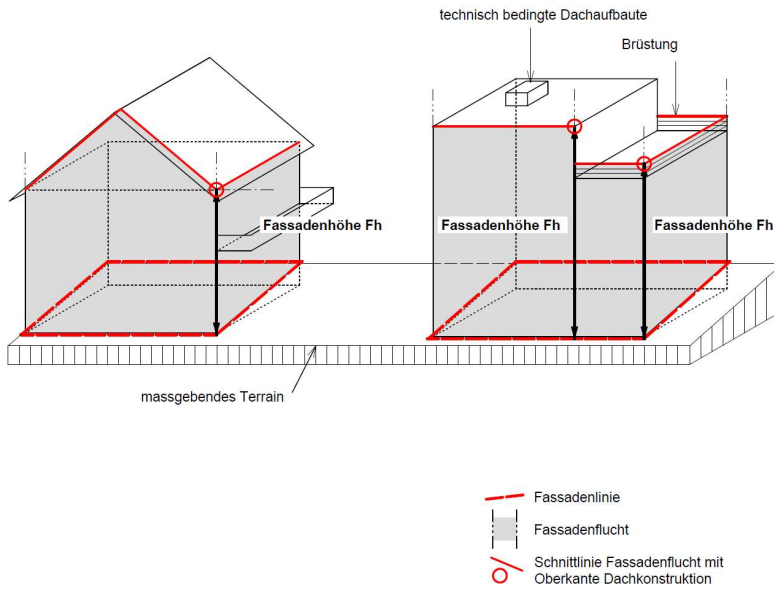 technisch bedingte Dachaufbaute
Brüstung
Fassadenhöhe Fh
Fassadenhöhe Fh
Fassadenhöhe Fh
massgebendes Terrain
Fassadenlinie
Fassadenflucht
Schnittlinie Fassadenflucht mit
Oberkante Dachkonstruktion